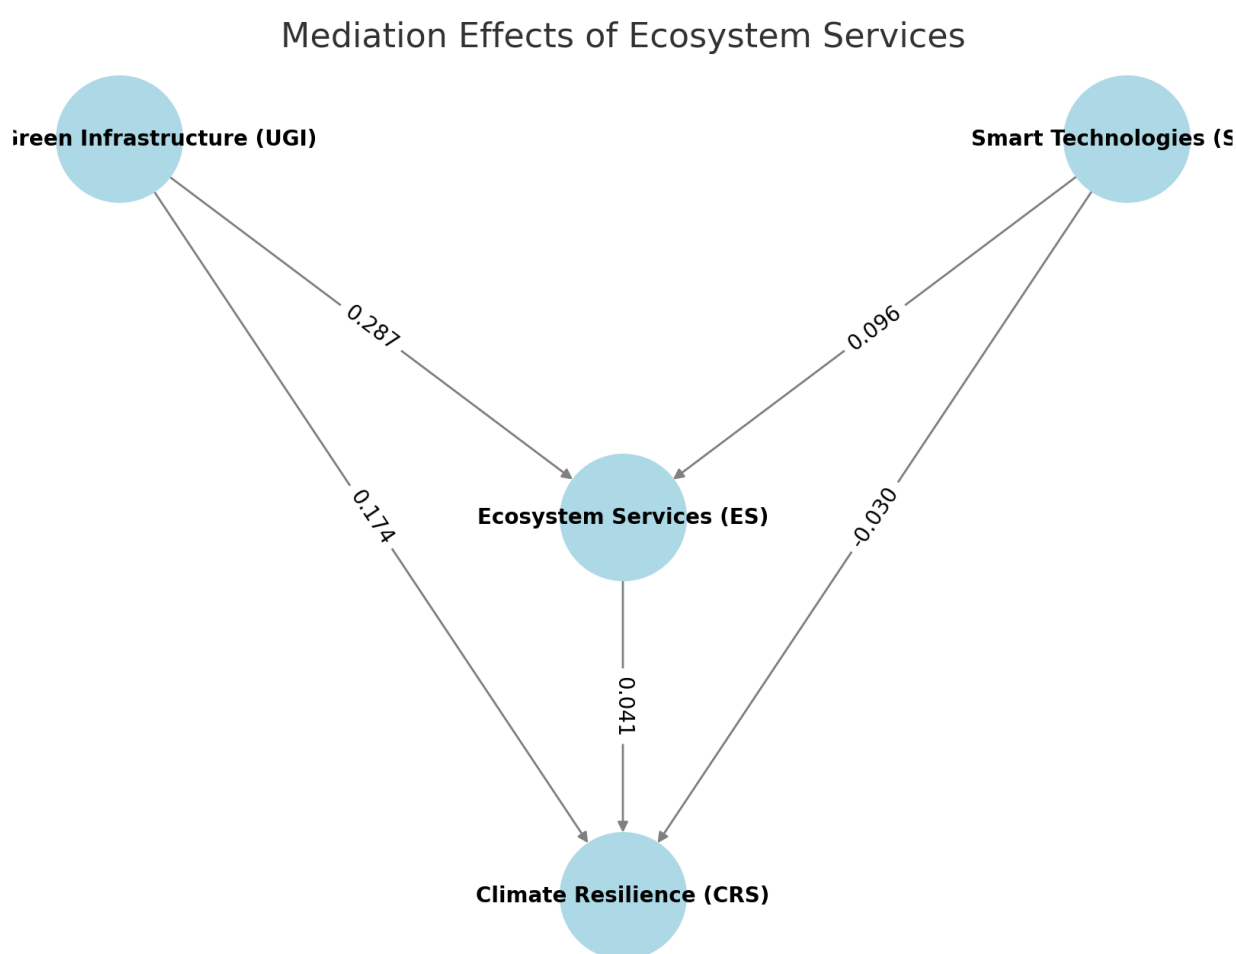 Mediation Effects of Ecosystem Services
Green Infrastructure (UGI)
Smart Technologies (S
0.287
0.096
0.174
-0.030
Ecosystem Services (ES)
0.041
Climate Resilience (CRS)